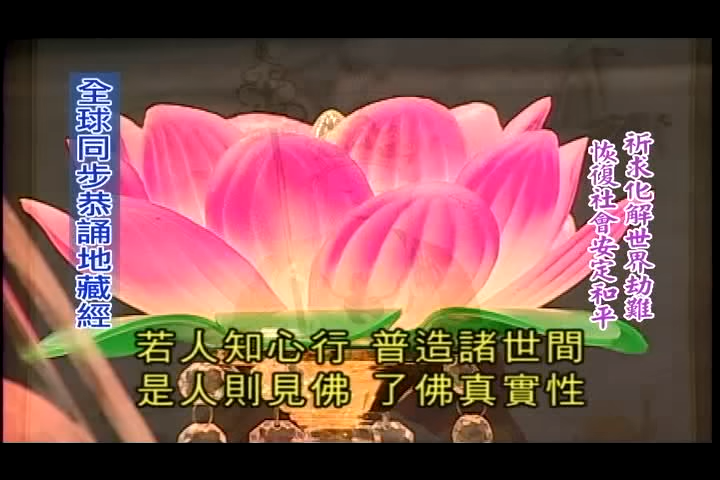 全球同步恭誦地藏經
祈求化解世界劫難
恢復社會安定和平
若人知心行 普造諸世間
是人則見佛 了佛真實性